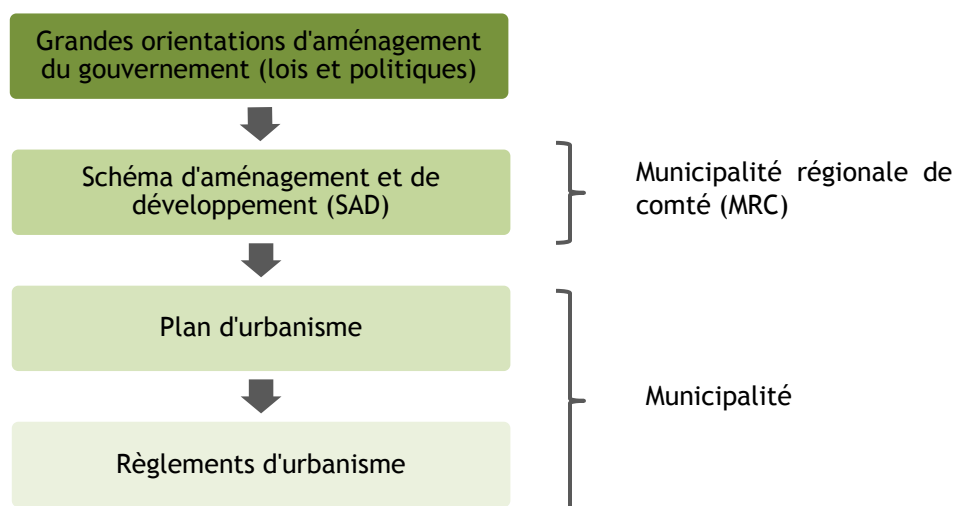 Grandes orientations d'aménagement
du gouvernement (lois et politiques)
Schéma d'aménagement et de
développement (SAD)
Municipalité régionale de
comté (MRC)
Plan d'urbanisme
Municipalité
Règlements d'urbanisme